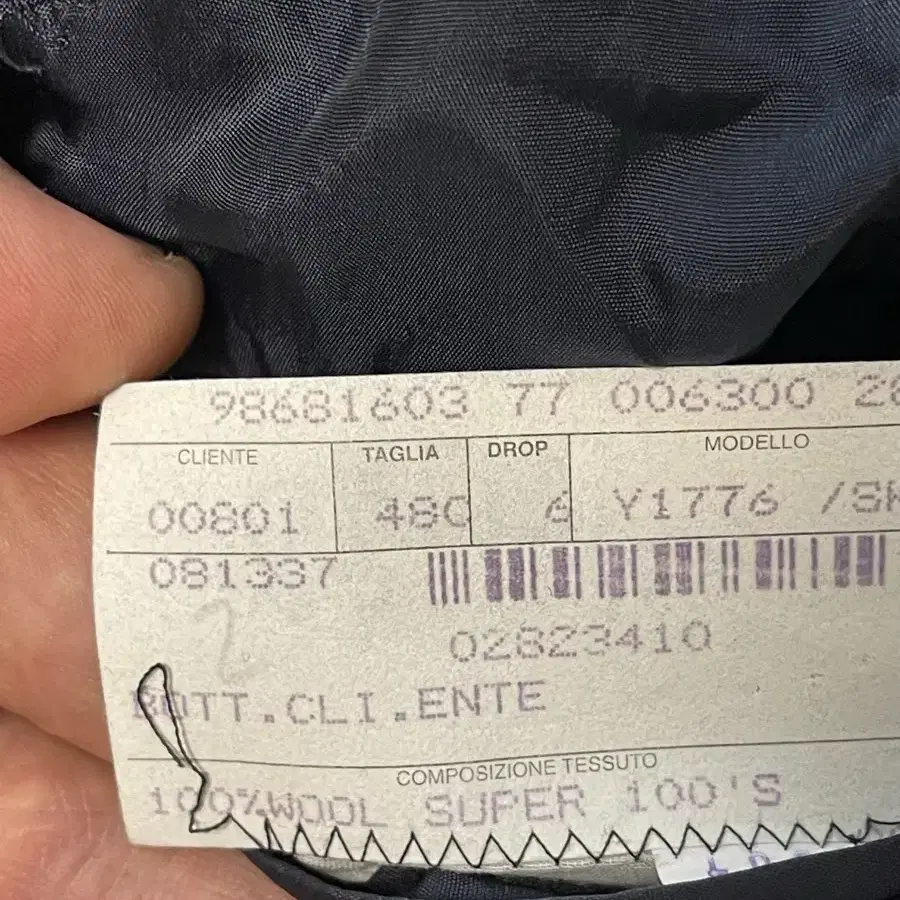 98681603 77 006300
CLIENTE TAGLIA DROP MODELLO
00801 48C 6 Y1776
081337
02823410
BOTT.CLI.ENTE
COMPOSIZIONE TESSUTO
100%WOOL SUPER 100'S